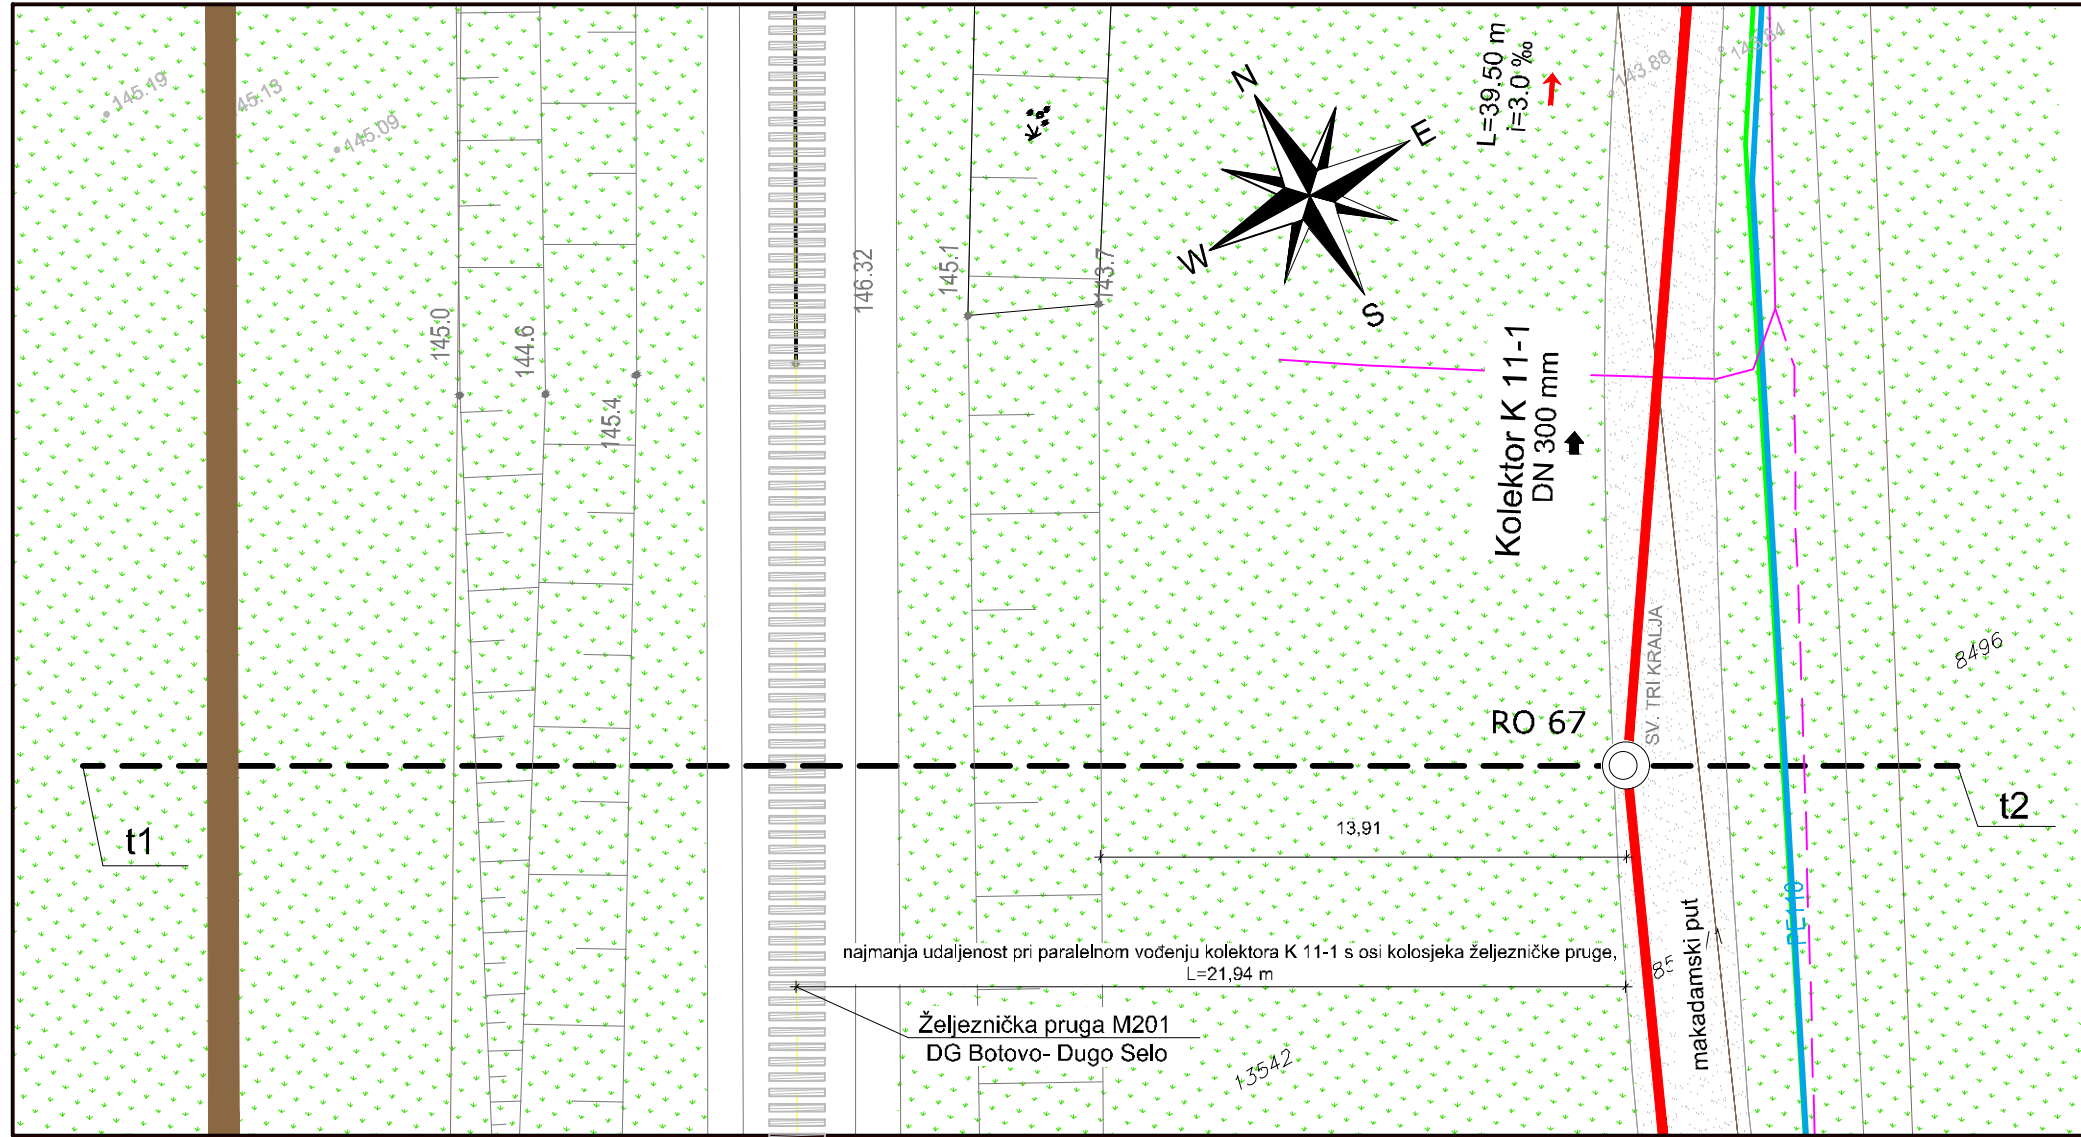 145.19
45.13
145.09
145.0
144.6
145.4
146.32
145.1
143.7
N
E
W
S
L=39.50 m
i=3.0 ‰
143.88
143.84
Kolektor K 11-1
DN 300 mm
SV. TRI KRALJA
8496
RO 67
t1
t2
13,91
najmanja udaljenost pri paralelnom vođenju kolektora K 11-1 s osi kolosjeka željezničke pruge,
L=21,94 m
Željeznička pruga M201
DG Botovo- Dugo Selo
13542
85
makadamski put
PE110